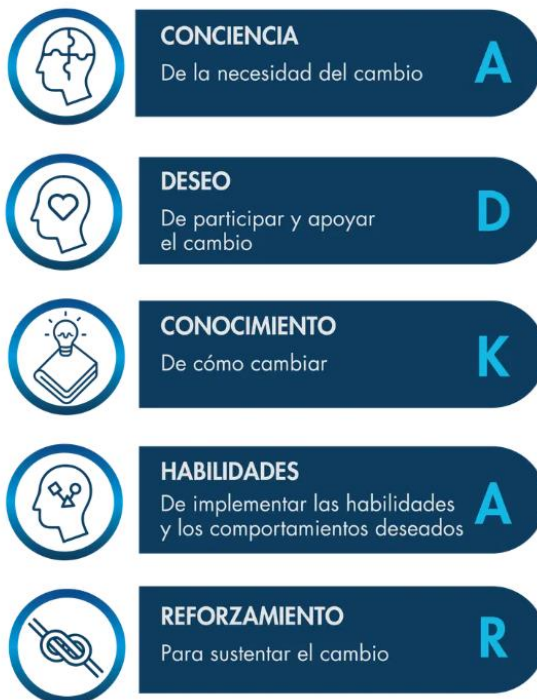 CONCIENCIA
De la necesidad del cambio
A
DESEO
De participar y apoyar
el cambio
D
CONOCIMIENTO
De cómo cambiar
K
HABILIDADES
De implementar las habilidades
y los comportamientos deseados
A
REFORZAMIENTO
Para sustentar el cambio
R